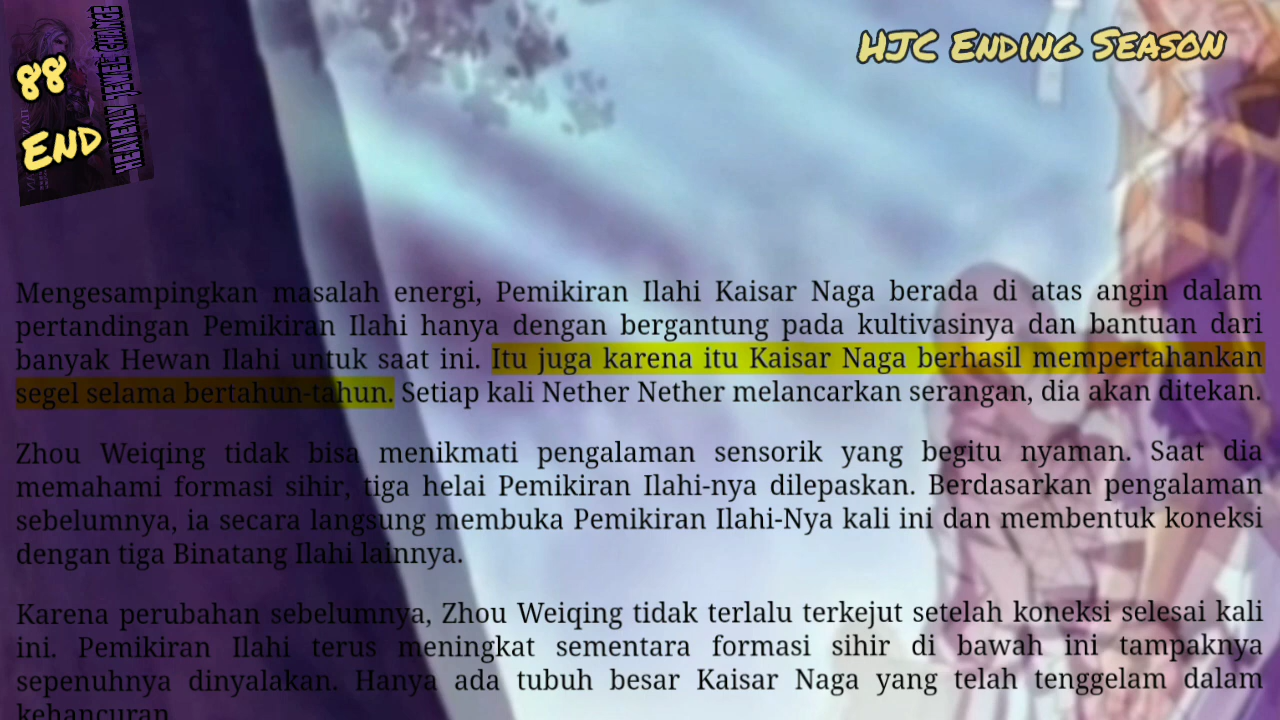 88
END
HEAVENLY JEWEL CHANGE
HJC ENDING SEASON
Mengesampingkan masalah energi, Pemikiran Ilahi Kaisar Naga berada di atas angin dalam
pertandingan Pemikiran Ilahi hanya dengan bergantung pada kultivasinya dan bantuan dari
banyak Hewan Ilahi untuk saat ini. Itu juga karena itu Kaisar Naga berhasil mempertahankan
segel selama bertahun-tahun. Setiap kali Nether Nether melancarkan serangan, dia akan ditekan.
Zhou Weiqing tidak bisa menikmati pengalaman sensorik yang begitu nyaman. Saat dia
memahami formasi sihir, tiga helai Pemikiran Ilahi-nya dilepaskan. Berdasarkan pengalaman
sebelumnya, ia secara langsung membuka Pemikiran Ilahi-Nya kali ini dan membentuk koneksi
dengan tiga Binatang Ilahi lainnya.
Karena perubahan sebelumnya, Zhou Weiqing tidak terlalu terkejut setelah koneksi selesai kali
ini. Pemikiran Ilahi terus meningkat sementara formasi sihir di bawah ini tampaknya
sepenuhnya dinyalakan. Hanya ada tubuh besar Kaisar Naga yang telah tenggelam dalam
kehancuran.